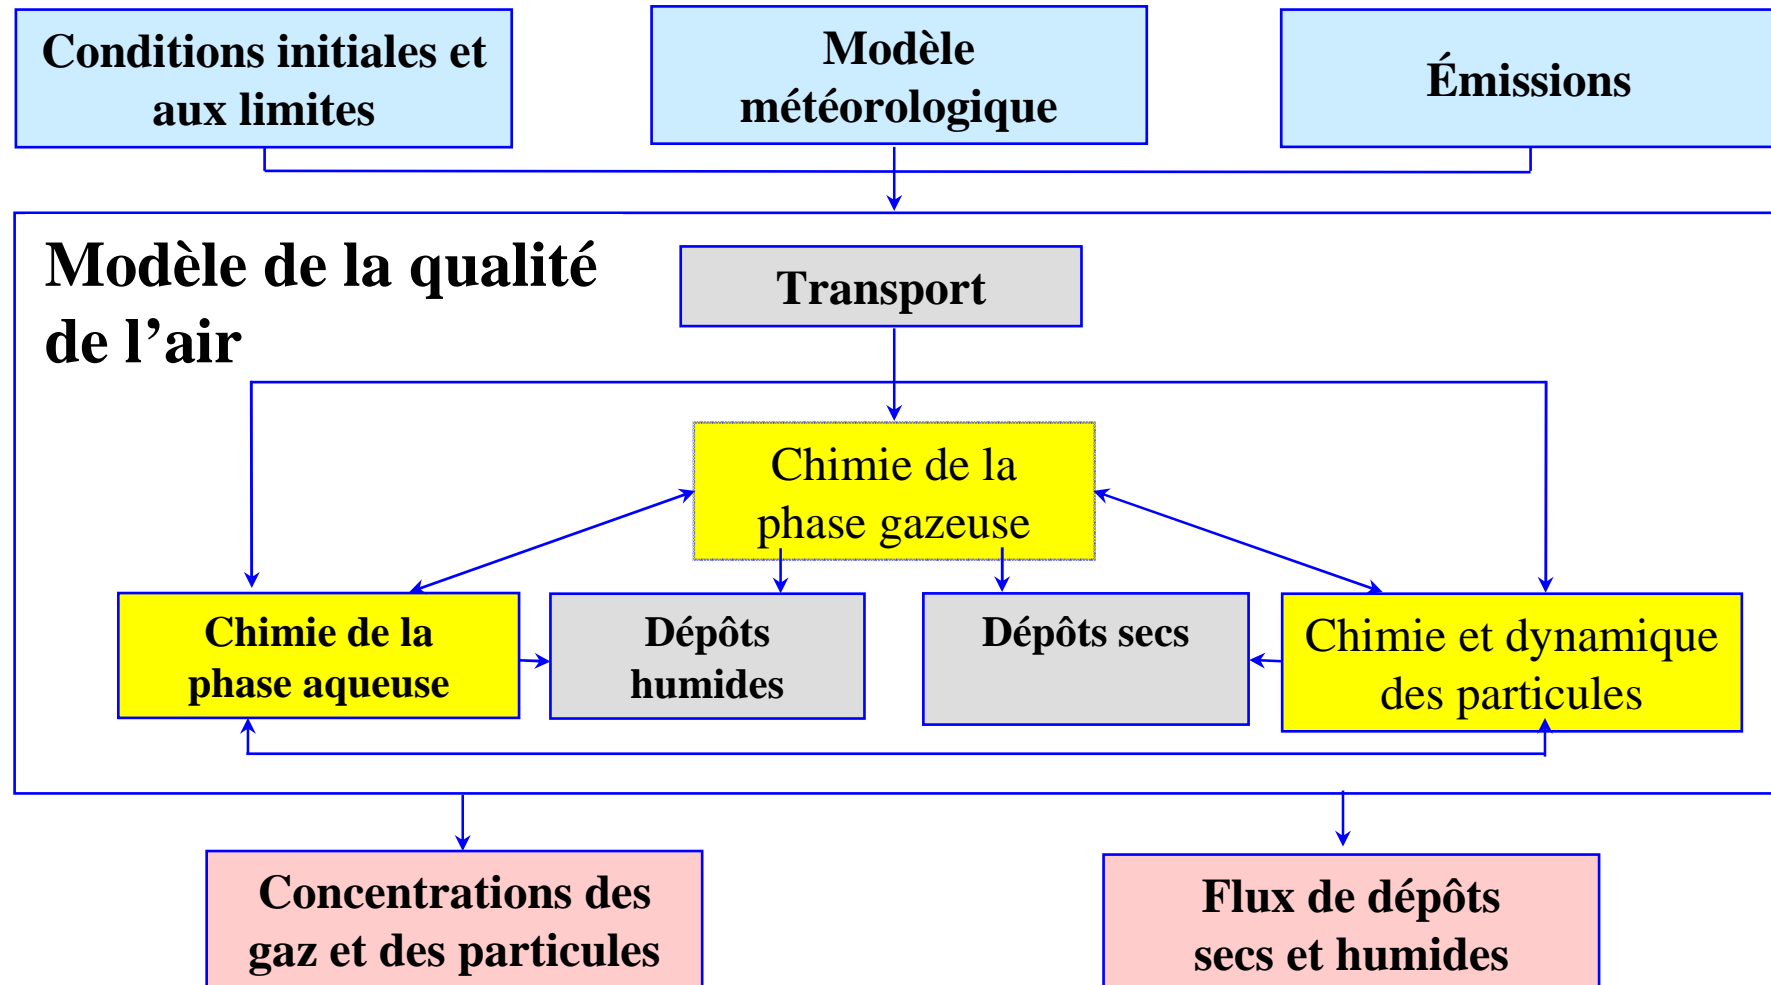 Conditions initiales et
aux limites
Modèle
météorologique
Émissions
Modèle de la qualité
de l’air
Transport
Chimie de la
phase gazeuse
Chimie de la
phase aqueuse
Dépôts
humides
Dépôts secs
Chimie et dynamique
des particules
Concentrations des
gaz et des particules
Flux de dépôts
secs et humides